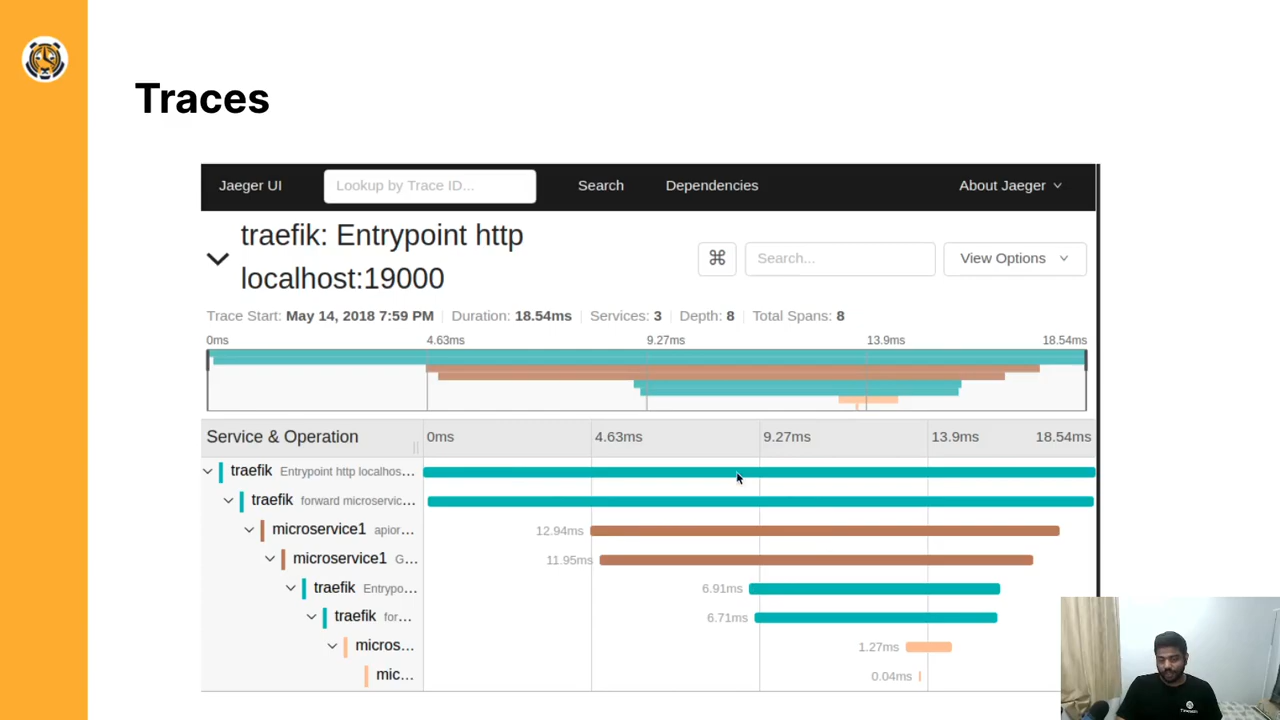 Traces
Jaeger UI
Lookup by Trace ID...
Search
Dependencies
About Jaeger
traefik: Entrypoint http
localhost:19000
⌘
Search...
View Options
Trace Start: May 14, 2018 7:59 PM Duration: 18.54ms Services: 3 Depth: 8 Total Spans: 8
0ms 4.63ms 9.27ms 13.9ms 18.54ms
Service & Operation 0ms 4.63ms 9.27ms 13.9ms 18.54ms
traefik Entrypoint http localhos...
traefik forward microservic...
microservice1 apior... 12.94ms
microservice1 G... 11.95ms
traefik Entrypo... 6.91ms
traefik for... 6.71ms
micros... 1.27ms
mic... 0.04ms